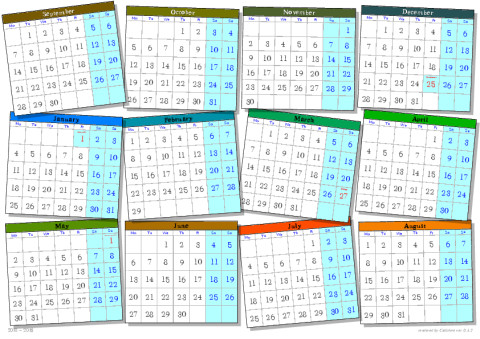 September
Mo Tu We Th Fr Sa Su
1 2 3 4 5 6
7 8 9 10 11 12 13
14 15 16 17 18 19 20
21 22 23 24 25 26 27
28 29 30
October
Mo Tu We Th Fr Sa Su
1 2 3 4
5 6 7 8 9 10 11
12 13 14 15 16 17 18
19 20 21 22 23 24 25
26 27 28 29 30 31
November
Mo Tu We Th Fr Sa Su
1
2 3 4 5 6 7 8
9 10 11 12 13 14 15
16 17 18 19 20 21 22
23 24 25 26 27 28 29
30
December
Mo Tu We Th Fr Sa Su
1 2 3 4 5 6
7 8 9 10 11 12 13
14 15 16 17 18 19 20
21 22 23 24 25 26 27
28 29 30 31
January
Mo Tu We Th Fr Sa Su
1 2 3
4 5 6 7 8 9 10
11 12 13 14 15 16 17
18 19 20 21 22 23 24
25 26 27 28 29 30 31
February
Mo Tu We Th Fr Sa Su
1 2 3 4 5 6 7
8 9 10 11 12 13 14
15 16 17 18 19 20 21
22 23 24 25 26 27 28
29
March
Mo Tu We Th Fr Sa Su
1 2 3 4 5 6
7 8 9 10 11 12 13
14 15 16 17 18 19 20
21 22 23 24 25 26 27
28 29 30 31
April
Mo Tu We Th Fr Sa Su
1 2 3
4 5 6 7 8 9 10
11 12 13 14 15 16 17
18 19 20 21 22 23 24
25 26 27 28 29 30
May
Mo Tu We Th Fr Sa Su
1
2 3 4 5 6 7 8
9 10 11 12 13 14 15
16 17 18 19 20 21 22
23 24 25 26 27 28 29
30 31
June
Mo Tu We Th Fr Sa Su
1 2 3 4 5
6 7 8 9 10 11 12
13 14 15 16 17 18 19
20 21 22 23 24 25 26
27 28 29 30
July
Mo Tu We Th Fr Sa Su
1 2 3
4 5 6 7 8 9 10
11 12 13 14 15 16 17
18 19 20 21 22 23 24
25 26 27 28 29 30 31
August
Mo Tu We Th Fr Sa Su
1 2 3 4 5 6 7
8 9 10 11 12 13 14
15 16 17 18 19 20 21
22 23 24 25 26 27 28
29 30 31
2015 - 2016